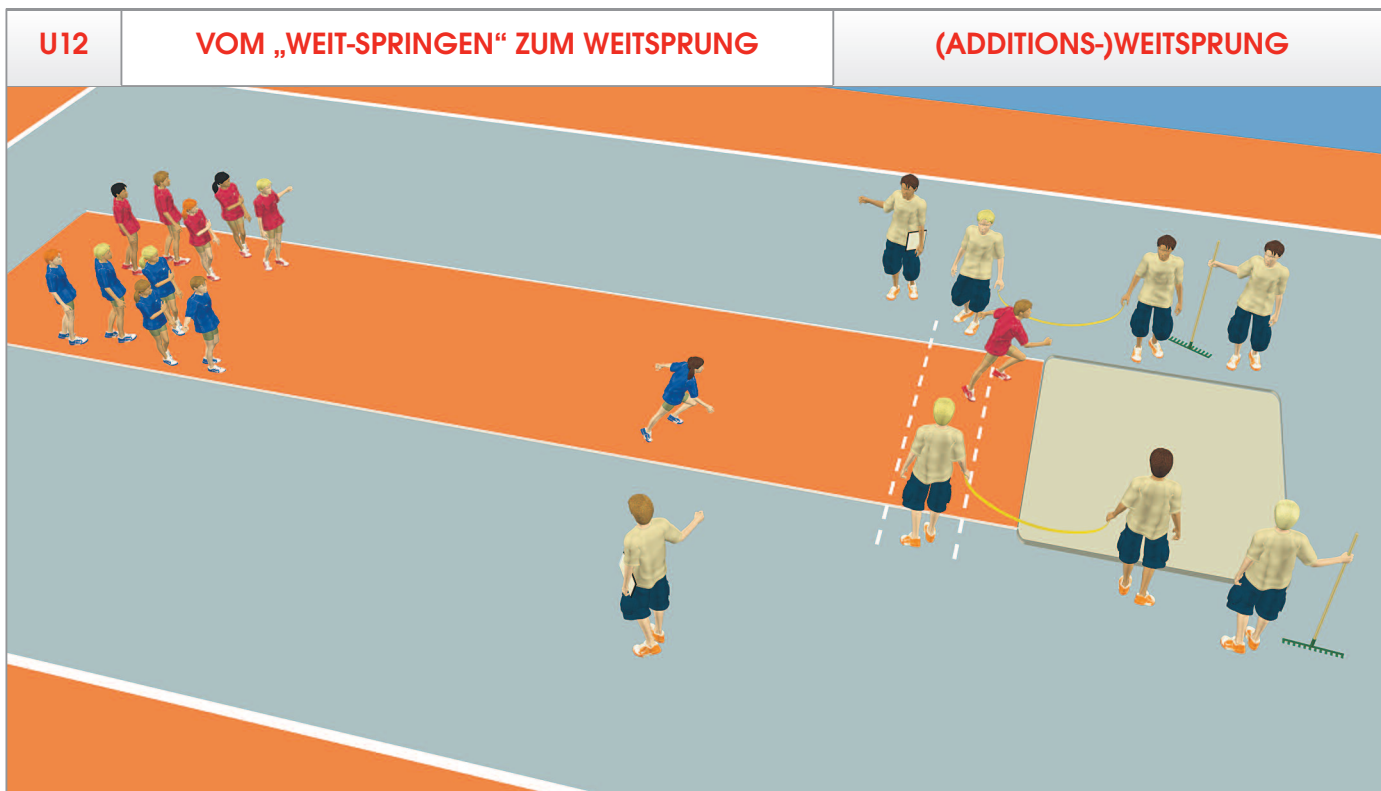 U12
VOM „WEIT-SPRINGEN“ ZUM WEITSPRUNG
(ADDITIONS-)WEITSPRUNG